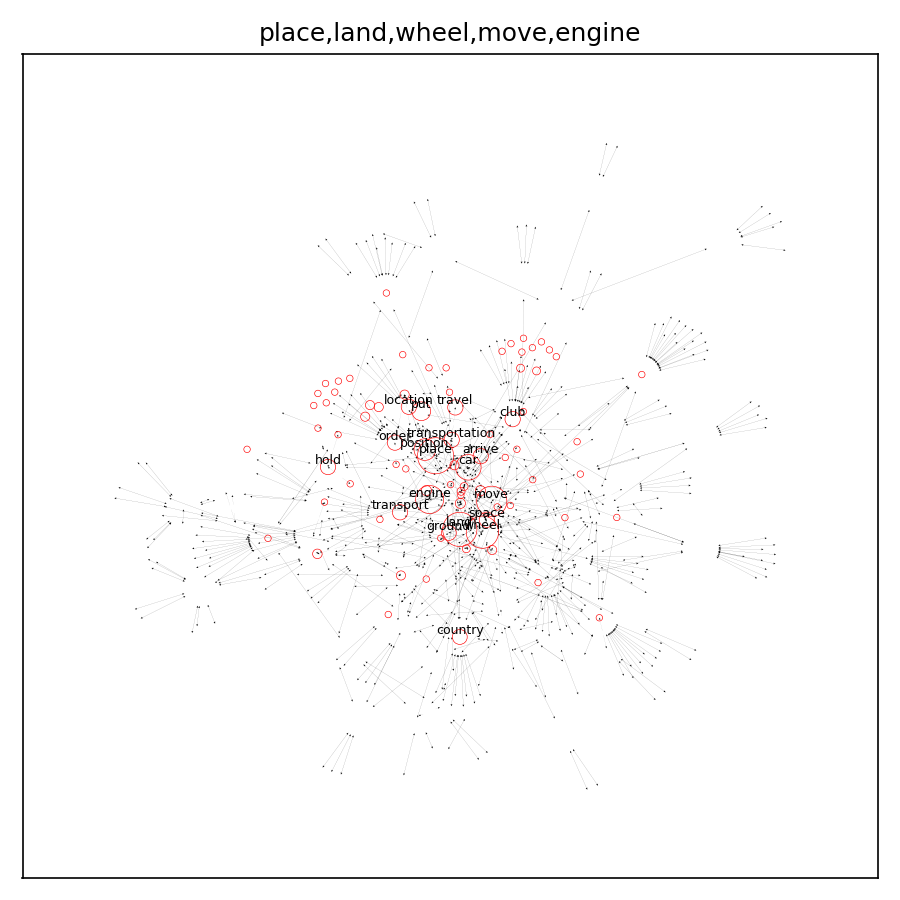 place,land,wheel,move,engine
location
travel
put
club
transportation
order
position
place
arrive
car
hold
engine
move
transport
space
land
wheel
ground
country